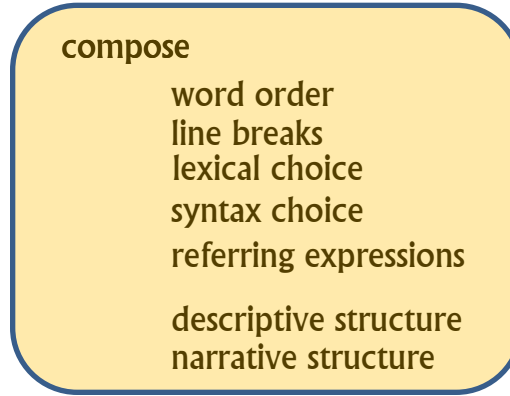 compose
word order
line breaks
lexical choice
syntax choice
referring expressions
descriptive structure
narrative structure